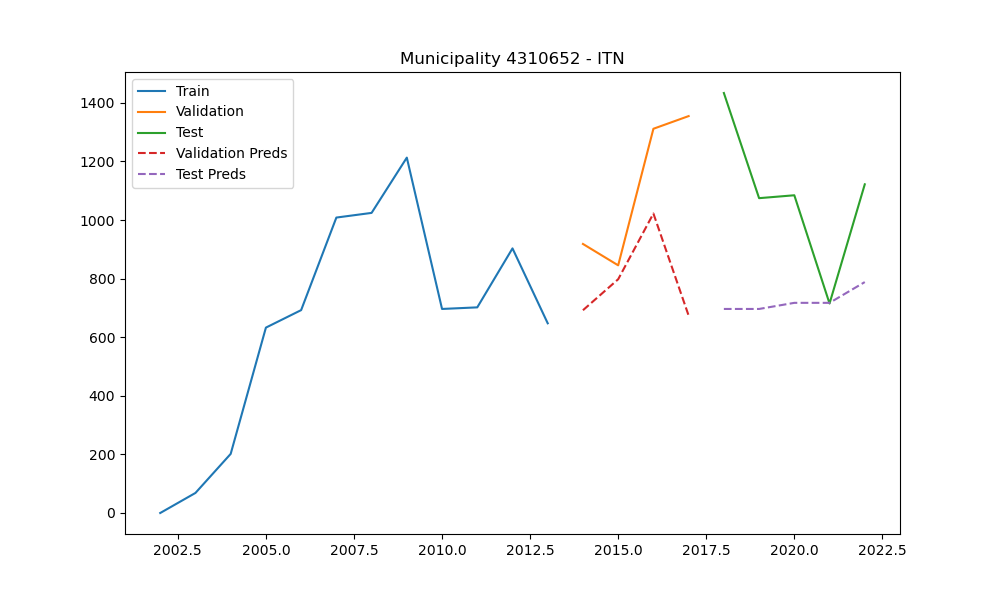 Municipality 4310652 - ITN
Train
Validation
Test
Validation Preds
Test Preds
1400
1200
1000
800
600
400
200
0
2002.5 2005.0 2007.5 2010.0 2012.5 2015.0 2017.5 2020.0 2022.5